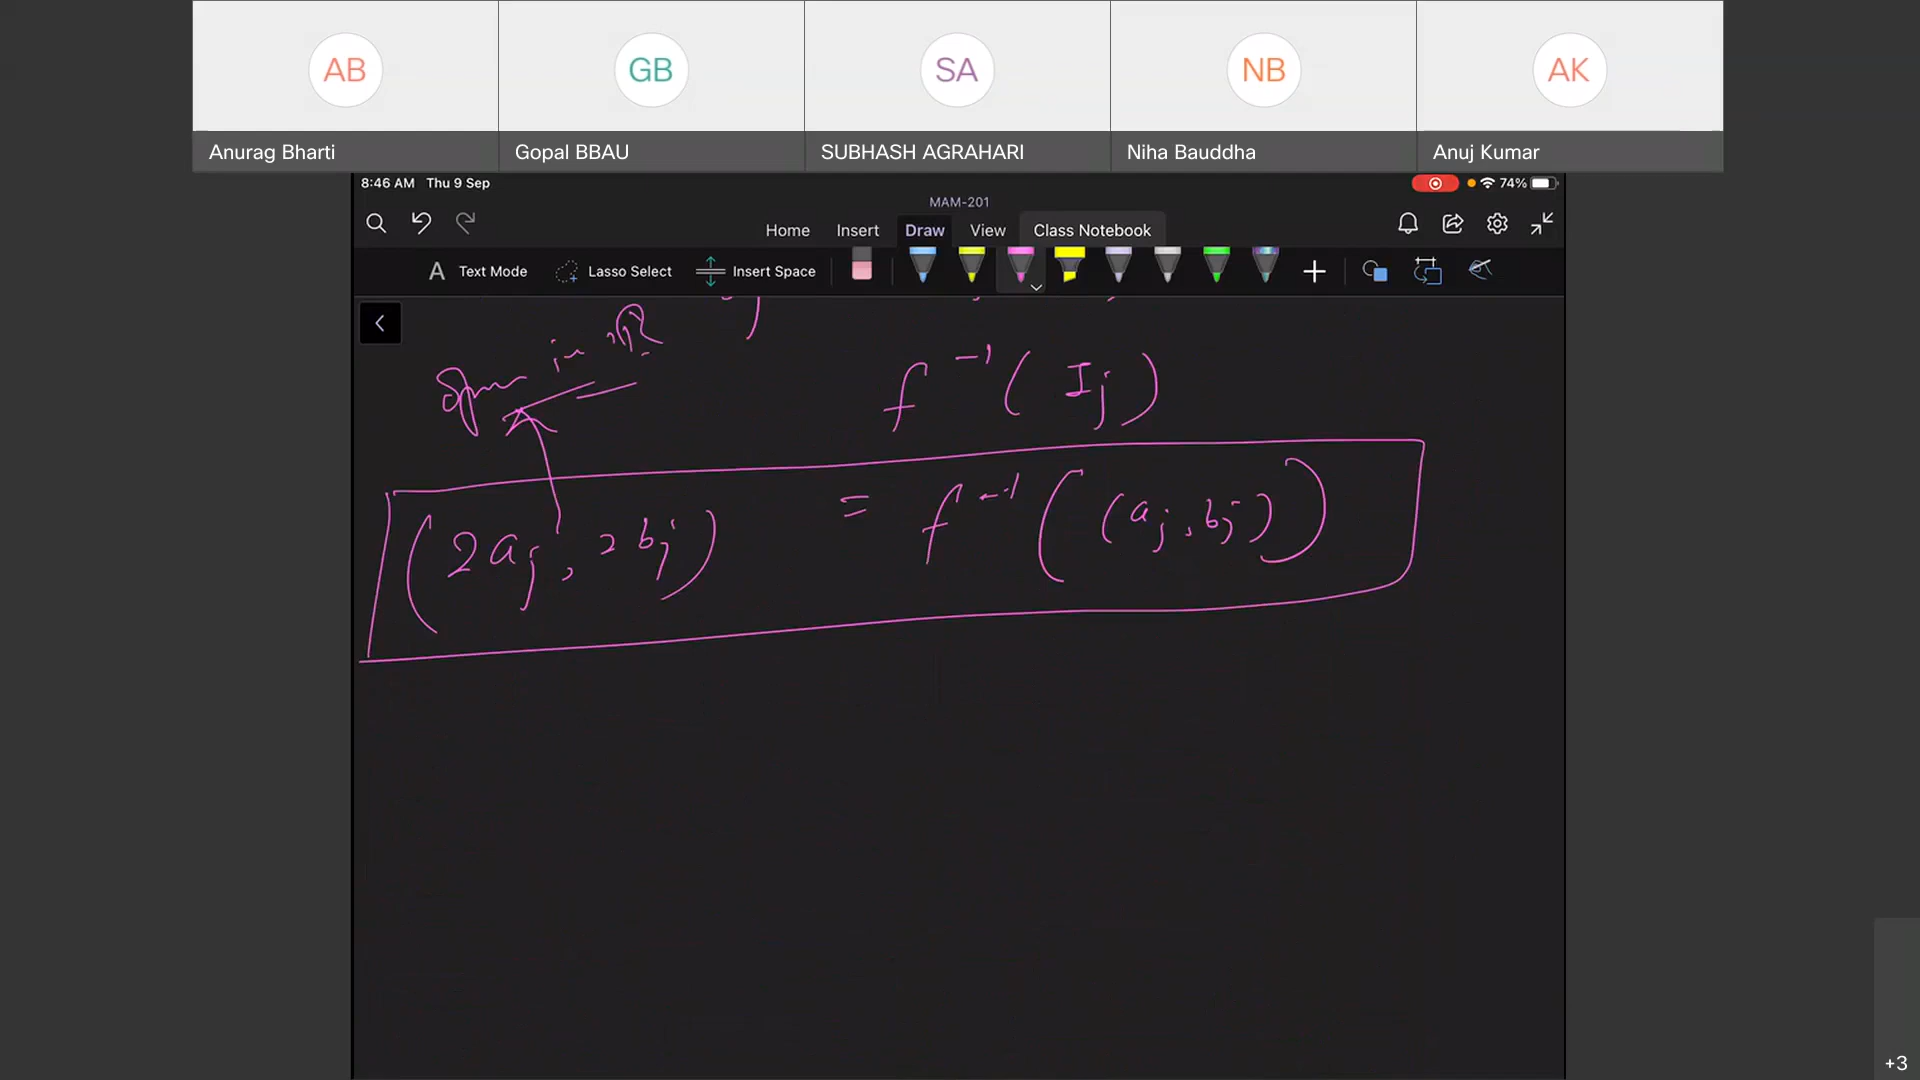 AB GB SA NB AK
Anurag Bharti Gopal BBAU SUBHASH AGRAHARI Niha Bauddha Anuj Kumar
8:46 AM Thu 9 Sep 74%
MAM-201
Home Insert Draw View Class Notebook
A Text Mode Lasso Select Insert Space
open in ℝ
f⁻¹ ( Iⱼ )
( 2aⱼ , 2bⱼ ) = f⁻¹ ( (aⱼ , bⱼ) )
+3